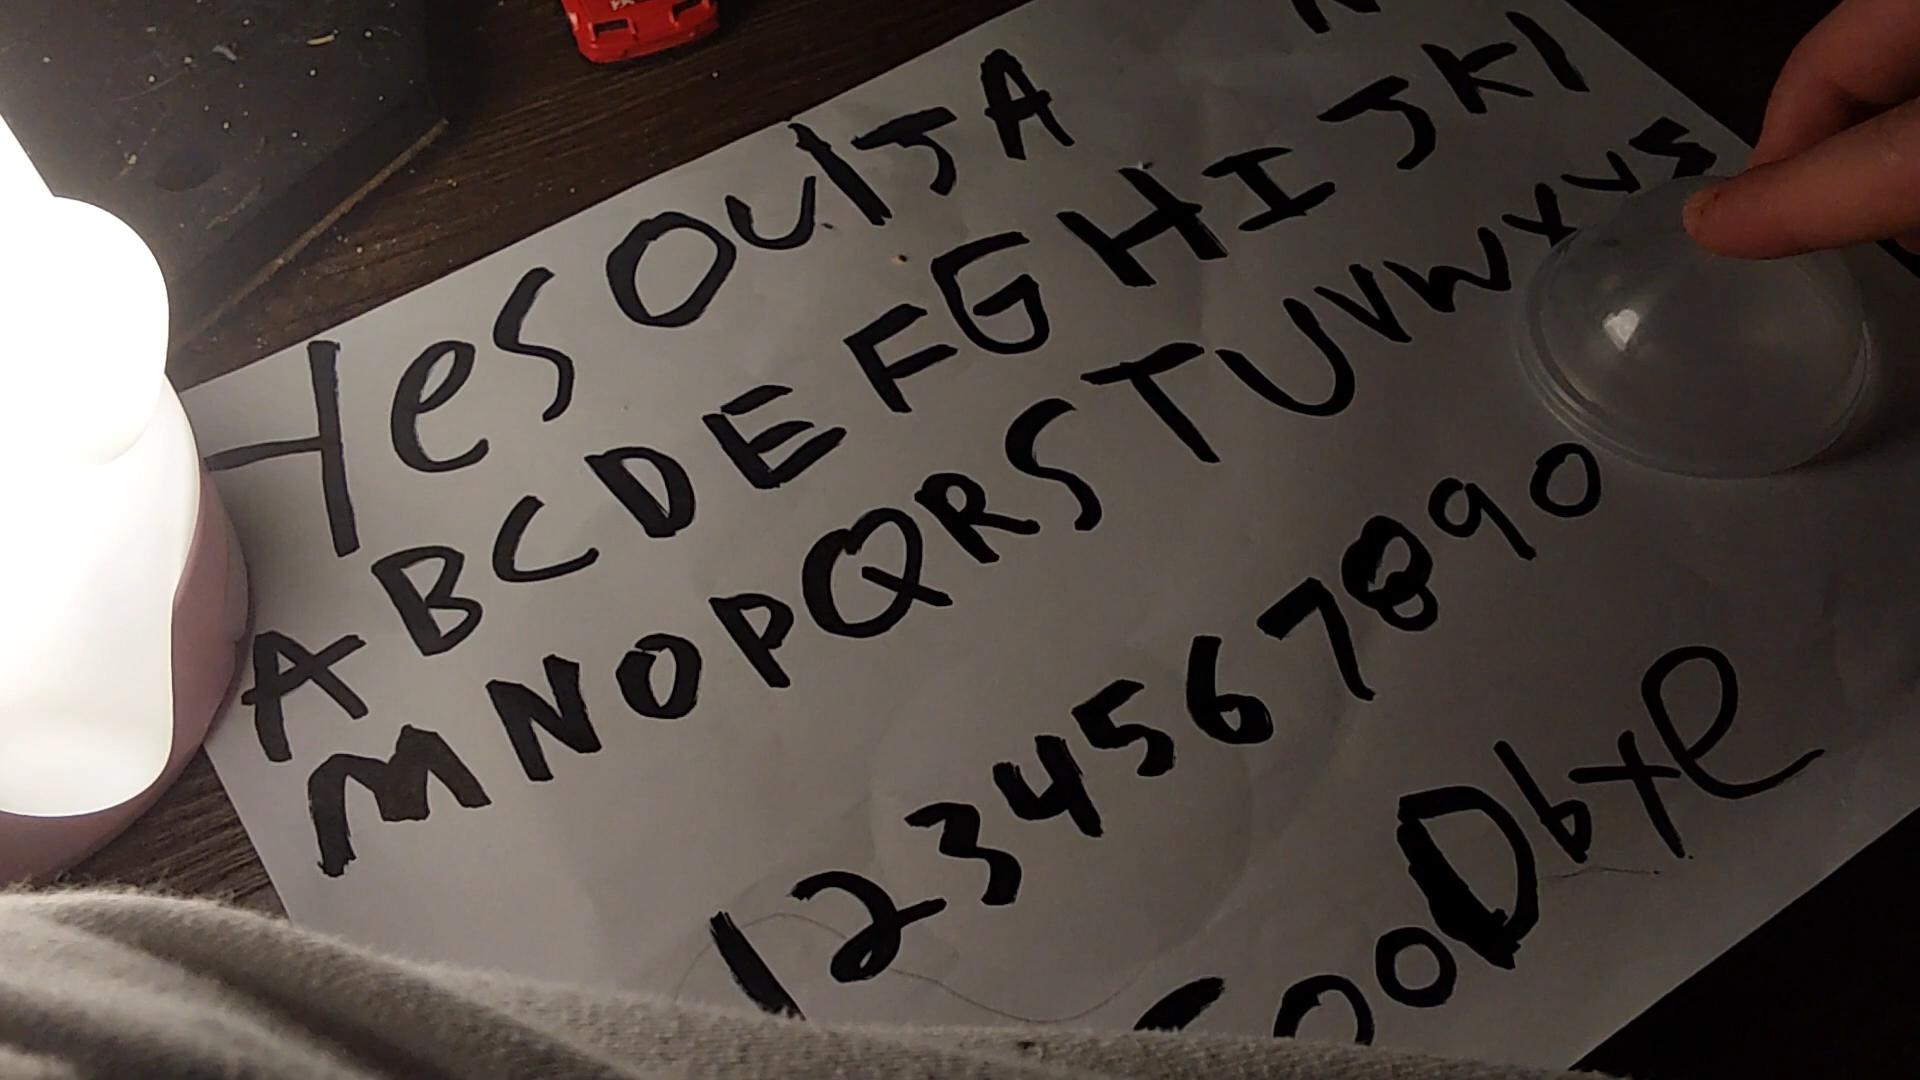 Yes OUIJA N
ABCDEFGHIJKl
MNOPQRSTUVWXYZ
1234567890
GOODbye